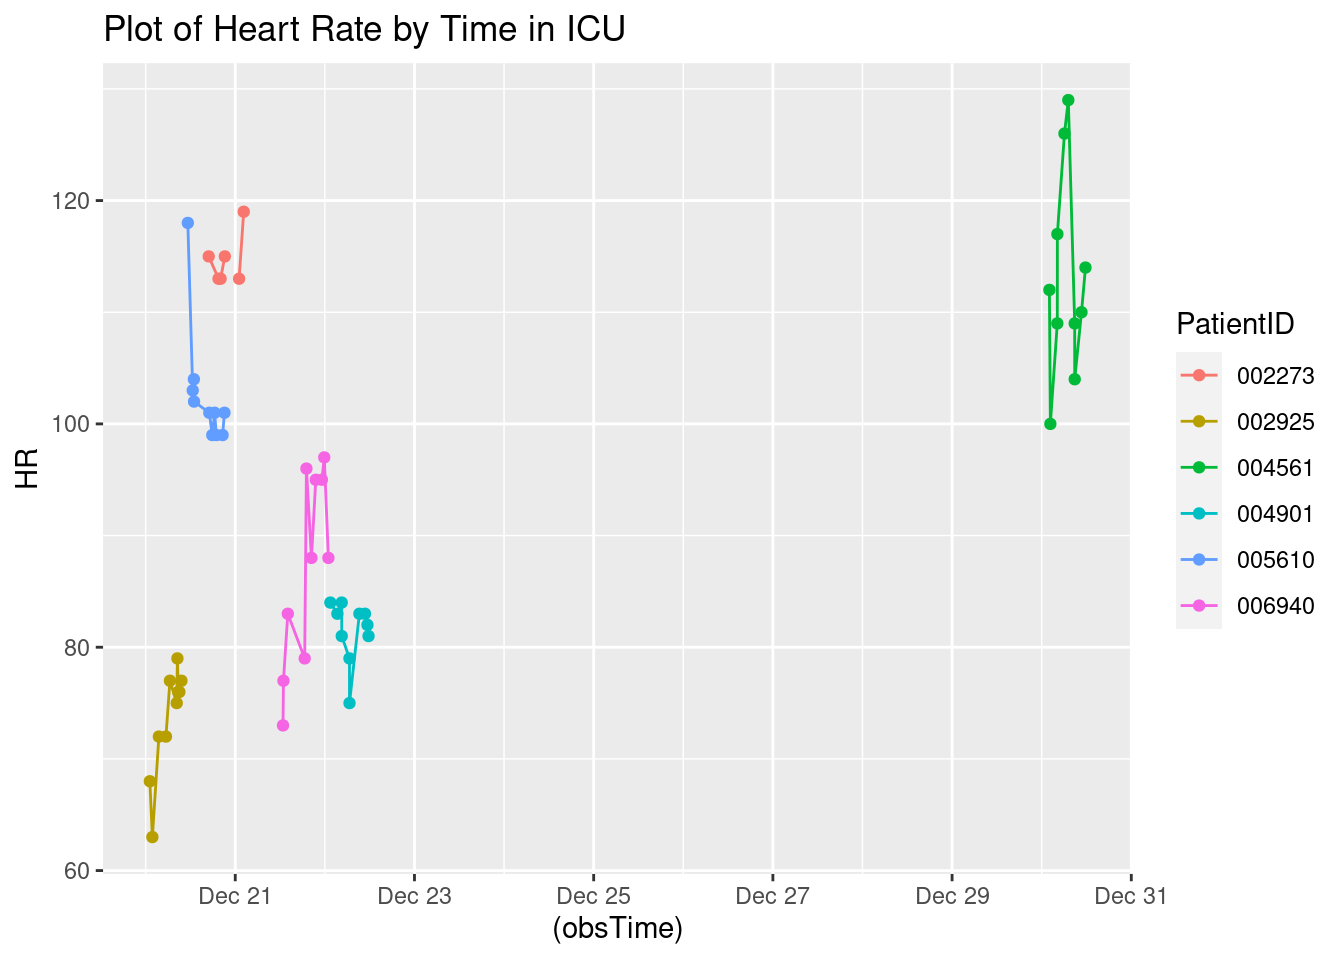 Plot of Heart Rate by Time in ICU
HR
120
100
80
60
Dec 21 Dec 23 Dec 25 Dec 27 Dec 29 Dec 31
(obsTime)
PatientID
002273
002925
004561
004901
005610
006940